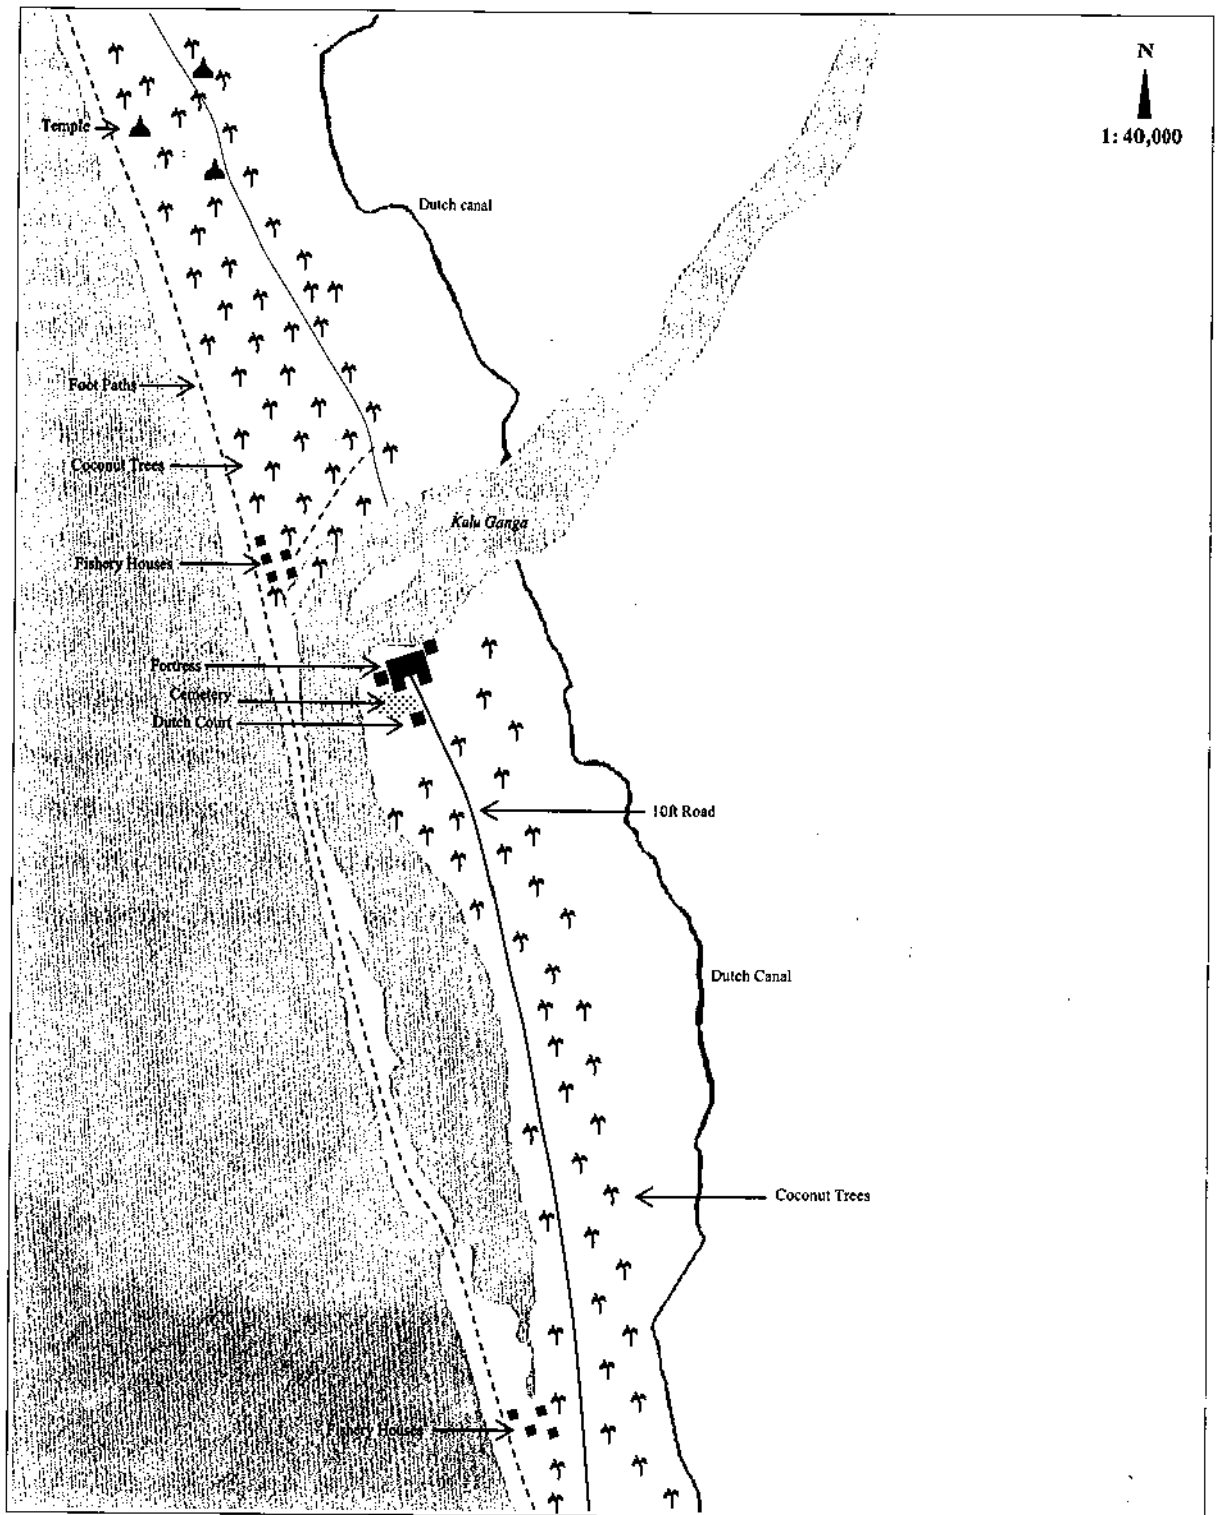 N
1: 40,000
Temple
Dutch canal
Foot Paths
Coconut Trees
Kalu Ganga
Fishery Houses
Fortress
Cemetery
Dutch Court
10ft Road
Dutch Canal
Coconut Trees
Fishery Houses